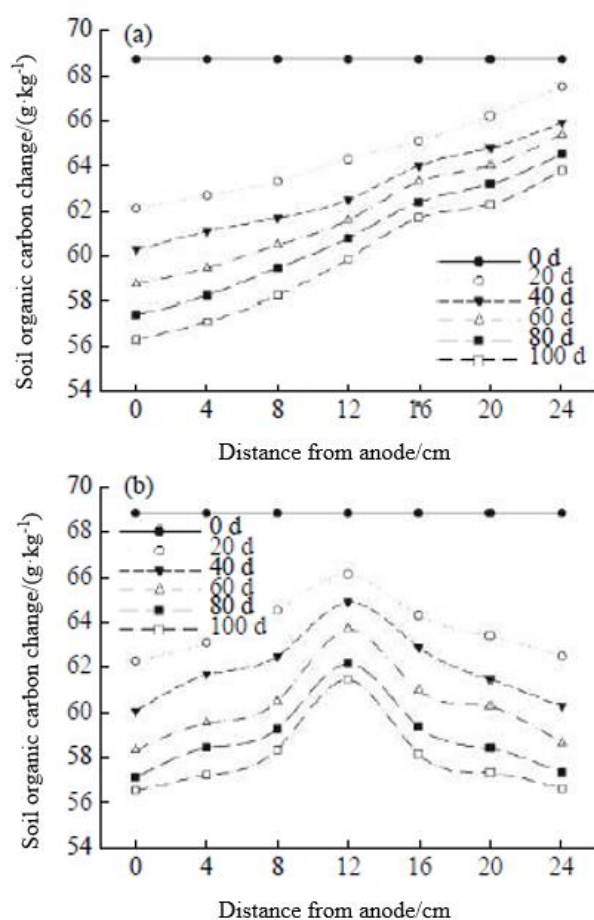 (a)
Soil organic carbon change/(g·kg⁻¹)
70
68
66
64
62
60
58
56
54
0 d
20 d
40 d
60 d
80 d
100 d
0 4 8 12 16 20 24
Distance from anode/cm
(b)
Soil organic carbon change/(g·kg⁻¹)
70
68
66
64
62
60
58
56
54
0 d
20 d
40 d
60 d
80 d
100 d
0 4 8 12 16 20 24
Distance from anode/cm